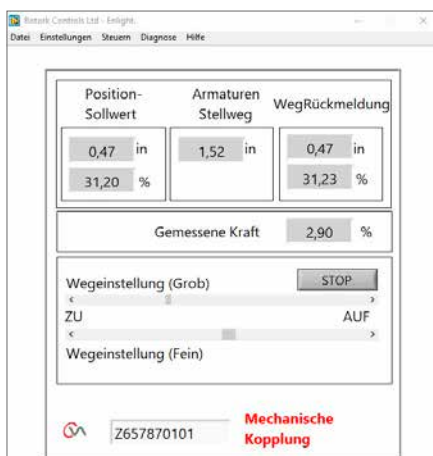 Rotork Controls Ltd - Enlight.
Datei Einstellungen Steuern Diagnose Hilfe
Position-
Sollwert
Armaturen
Stellweg
WegRückmeldung
0,47 in
1,52 in
0,47 in
31,20 %
31,23 %
Gemessene Kraft 2,90 %
Wegeinstellung (Grob)
STOP
ZU AUF
Wegeinstellung (Fein)
Z657870101
Mechanische
Kopplung